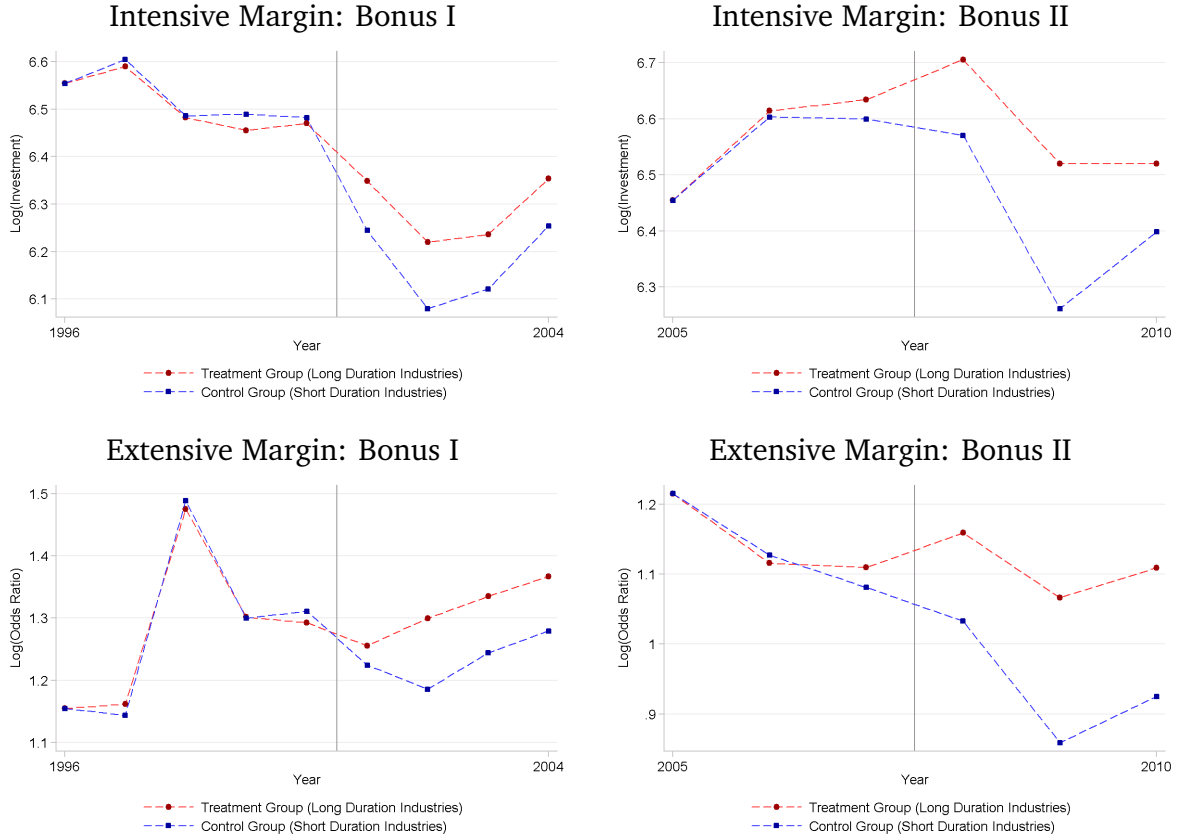 Intensive Margin: Bonus I
6.6
6.5
6.4
6.3
6.2
6.1
Log(Investment)
1996
2004
Year
Treatment Group (Long Duration Industries)
Control Group (Short Duration Industries)
Intensive Margin: Bonus II
6.7
6.6
6.5
6.4
6.3
Log(Investment)
2005
2010
Year
Treatment Group (Long Duration Industries)
Control Group (Short Duration Industries)
Extensive Margin: Bonus I
1.5
1.4
1.3
1.2
1.1
Log(Odds Ratio)
1996
2004
Year
Treatment Group (Long Duration Industries)
Control Group (Short Duration Industries)
Extensive Margin: Bonus II
1.2
1.1
1
.9
Log(Odds Ratio)
2005
2010
Year
Treatment Group (Long Duration Industries)
Control Group (Short Duration Industries)